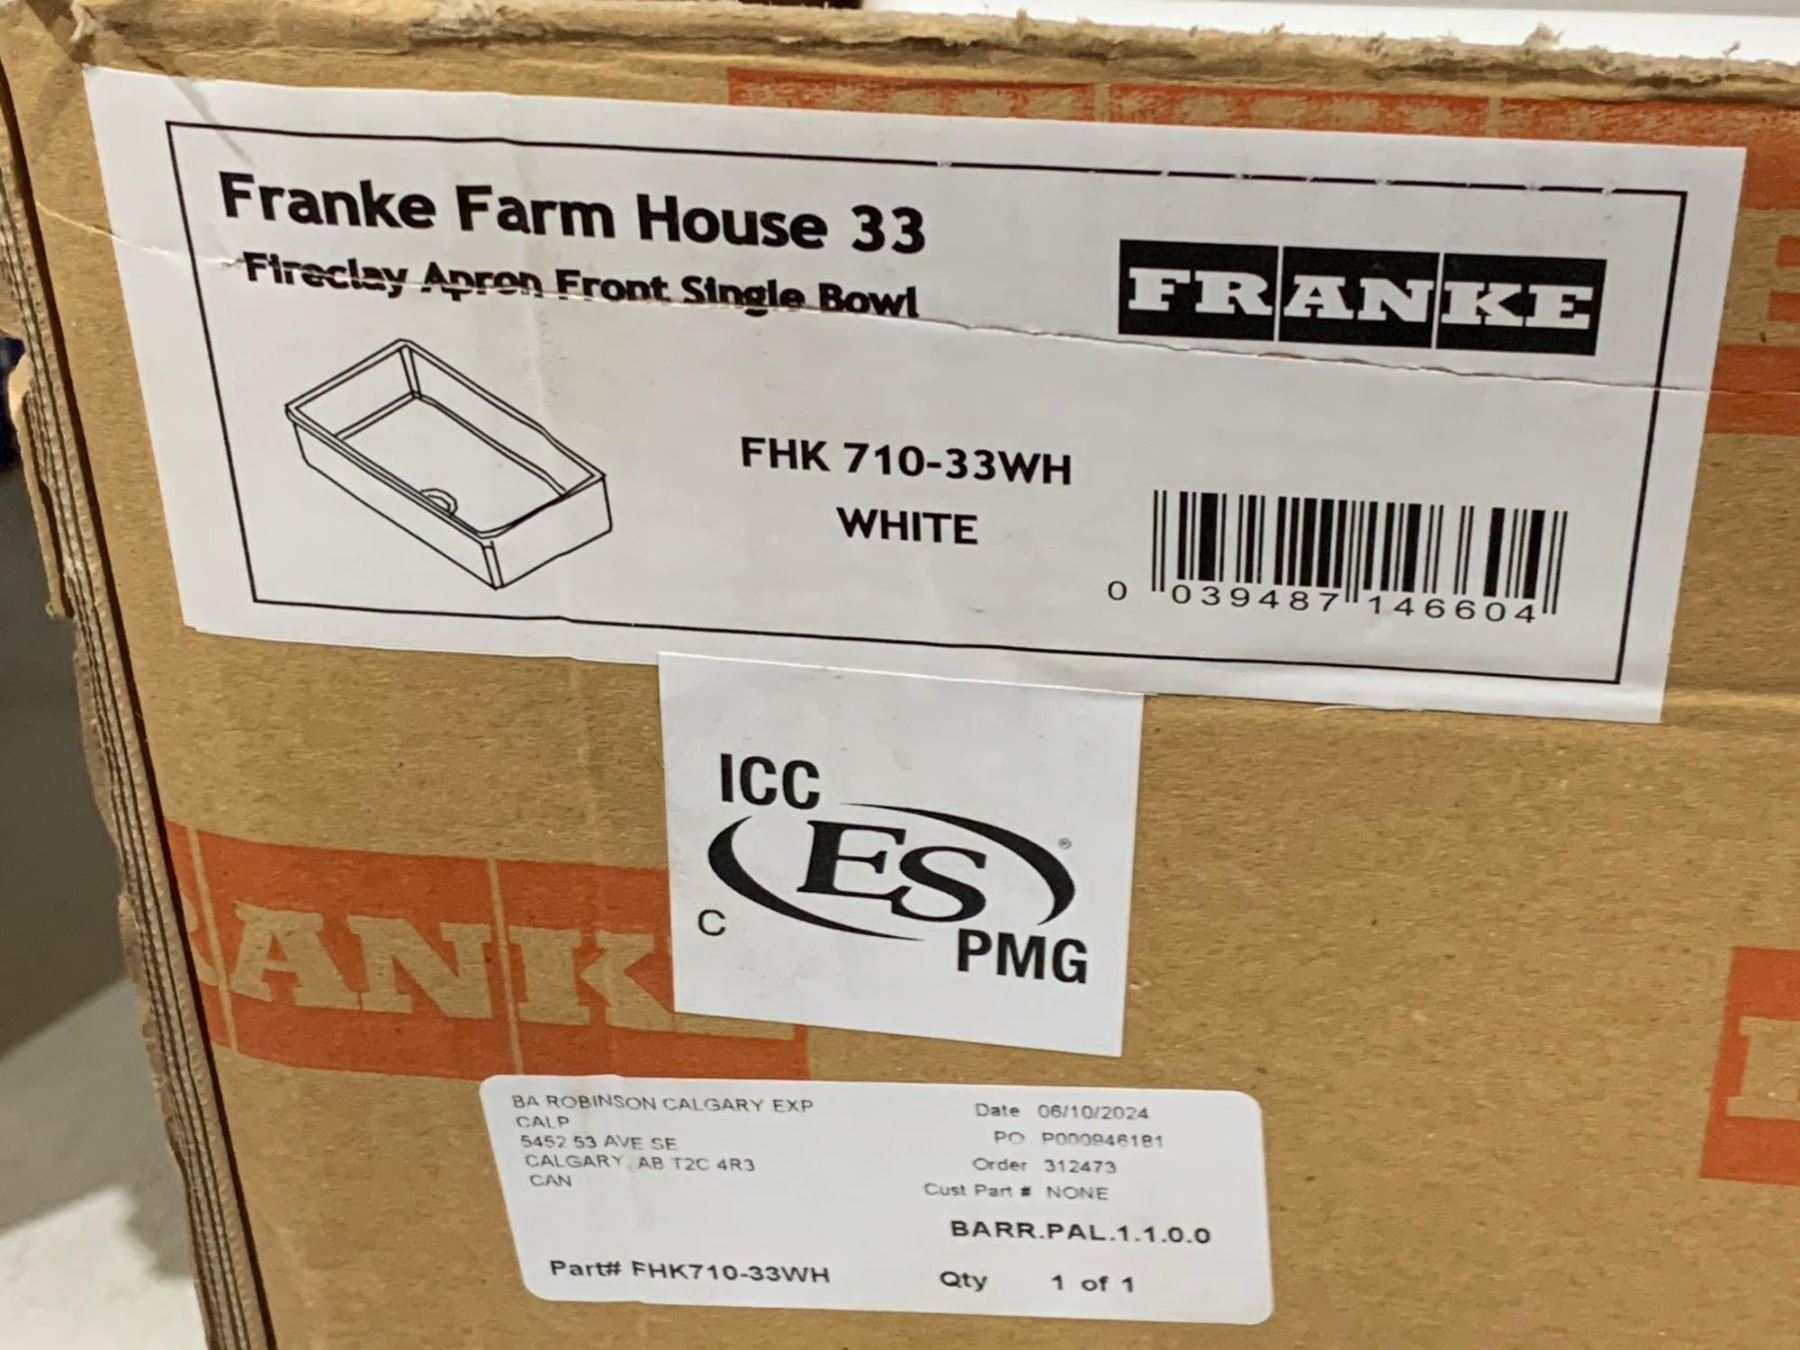 Franke Farm House 33
Fireclay Apron Front Single Bowl
FRANKE
FHK 710-33WH
WHITE
0 039487 146604
ICC
ES®
C
PMG
RANKE
BA ROBINSON CALGARY EXP
CALP
5452 53 AVE SE
CALGARY, AB T2C 4R3
CAN
Date 06/10/2024
PO P000946181
Order 312473
Cust Part # NONE
BARR.PAL.1.1.0.0
Part# FHK710-33WH
Qty 1 of 1